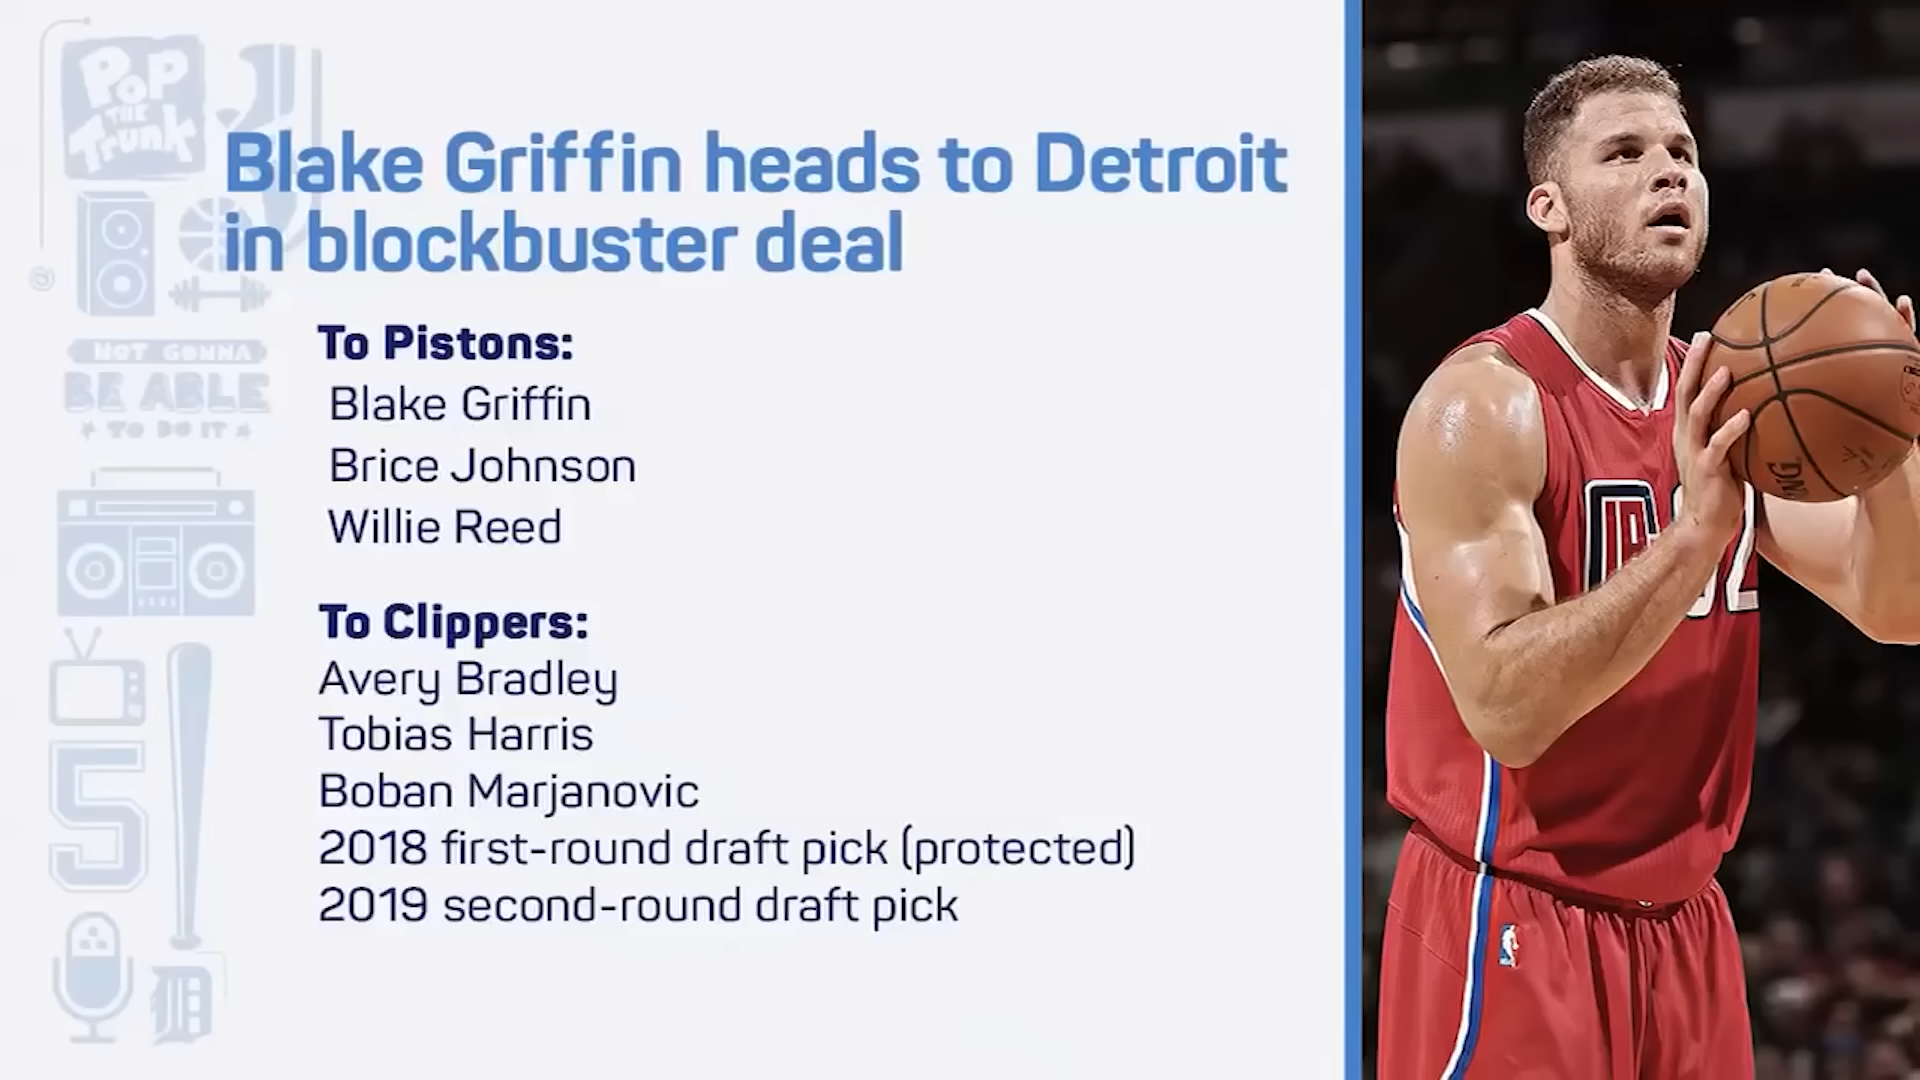 POP
THE
Trunk
Blake Griffin heads to Detroit
in blockbuster deal
@
To Pistons:
Blake Griffin
NOT GONNA
BE ABLE
TO DO IT
Brice Johnson
Willie Reed
To Clippers:
Avery Bradley
Tobias Harris
5
Boban Marjanovic
2018 first-round draft pick (protected)
2019 second-round draft pick
D